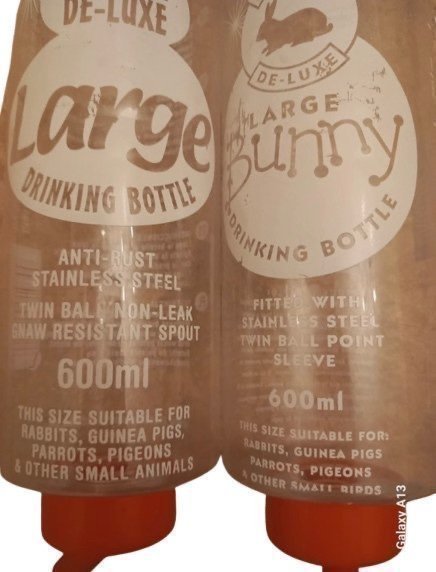 DE-LUXE
Large
DRINKING BOTTLE
ANTI-RUST
STAINLESS STEEL
TWIN BALL NON-LEAK
GNAW RESISTANT SPOUT
600ml
THIS SIZE SUITABLE FOR
RABBITS, GUINEA PIGS,
PARROTS, PIGEONS
& OTHER SMALL ANIMALS
DE-LUXE
LARGE
Bunny
DRINKING BOTTLE
FITTED WITH
STAINLESS STEEL
TWIN BALL POINT
SLEEVE
600ml
THIS SIZE SUITABLE FOR:
RABBITS, GUINEA PIGS
PARROTS, PIGEONS
& OTHER SMALL BIRDS
Galaxy A13